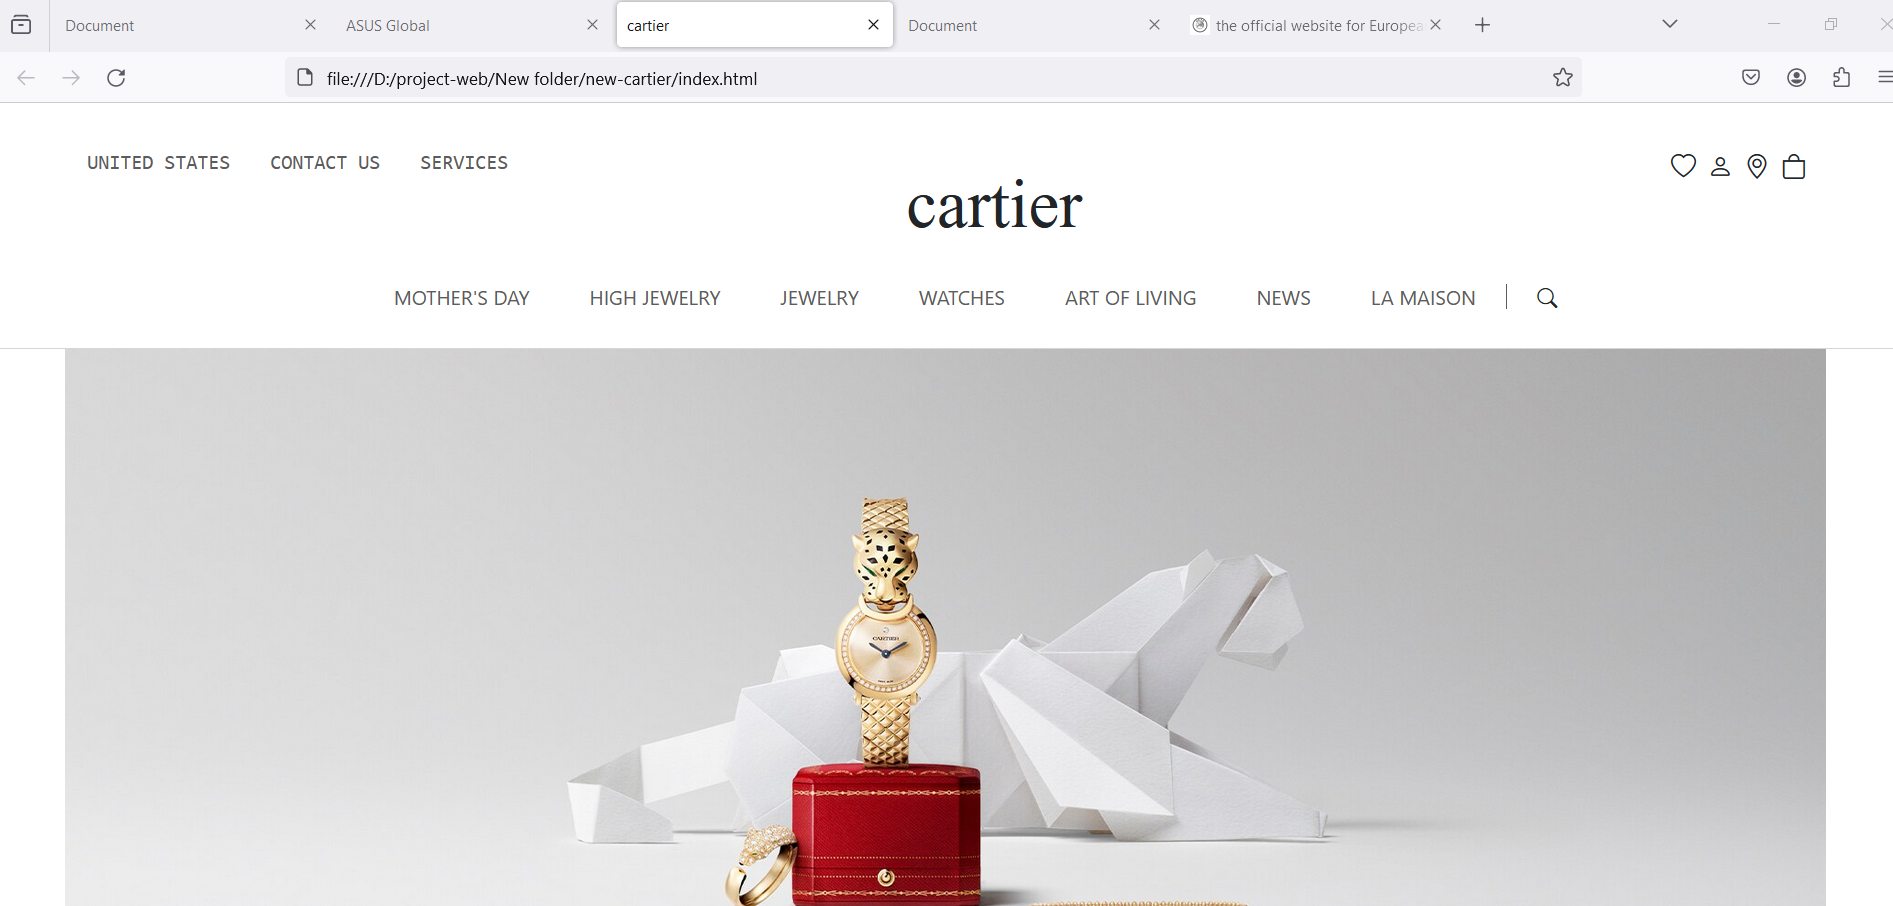 Document
ASUS Global
cartier
Document
the official website for Europea
file:///D:/project-web/New folder/new-cartier/index.html
UNITED STATES CONTACT US SERVICES
cartier
MOTHER'S DAY HIGH JEWELRY JEWELRY WATCHES ART OF LIVING NEWS LA MAISON
CARTIER